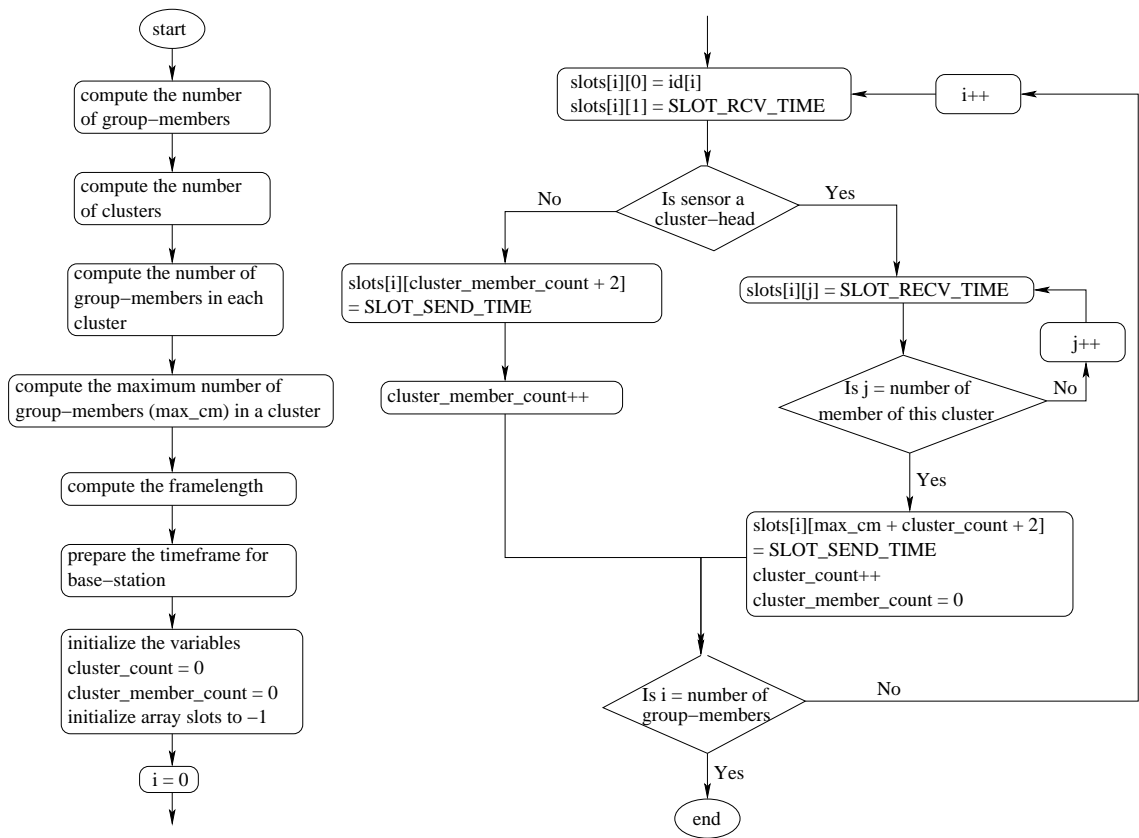 start
compute the number
of group−members
compute the number
of clusters
compute the number of
group−members in each
cluster
compute the maximum number of
group−members (max_cm) in a cluster
compute the framelength
prepare the timeframe for
base−station
initialize the variables
cluster_count = 0
cluster_member_count = 0
initialize array slots to −1
i = 0
slots[i][0] = id[i]
slots[i][1] = SLOT_RCV_TIME
i++
Is sensor a
cluster−head
No
Yes
slots[i][cluster_member_count + 2]
= SLOT_SEND_TIME
cluster_member_count++
slots[i][j] = SLOT_RECV_TIME
j++
Is j = number of
member of this cluster
No
Yes
slots[i][max_cm + cluster_count + 2]
= SLOT_SEND_TIME
cluster_count++
cluster_member_count = 0
Is i = number of
group−members
No
Yes
end